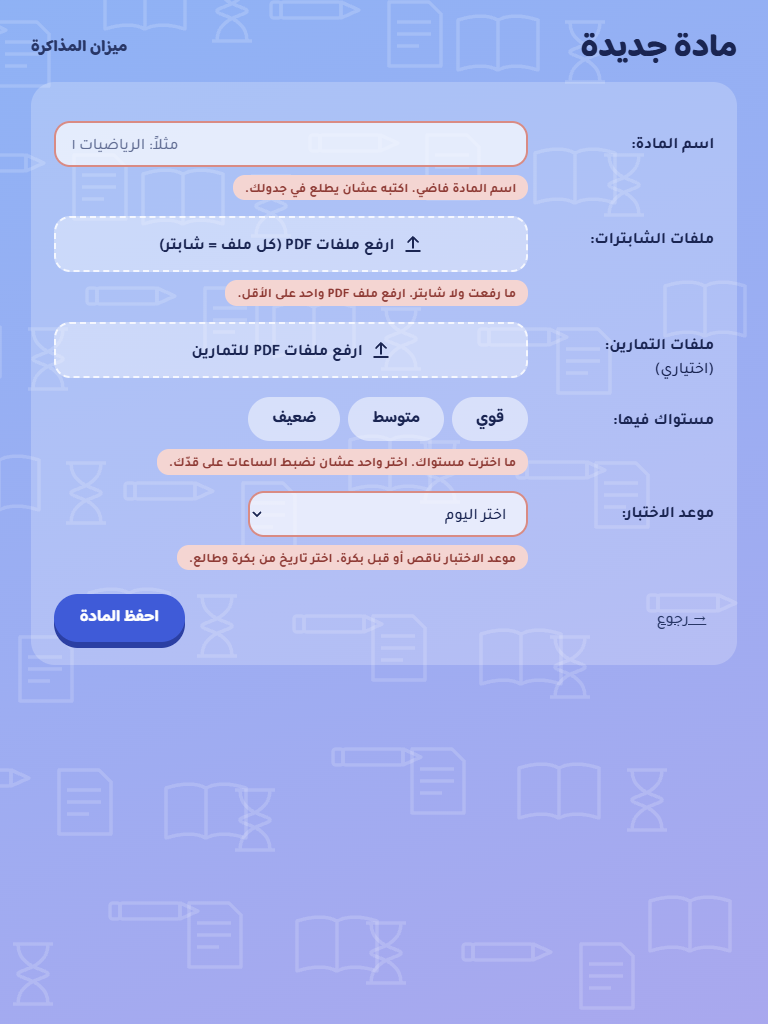 مادة جديدة
ميزان المذاكرة
اسم المادة:
مثلاً: الرياضيات ١
اسم المادة فاضي. اكتبه عشان يطلع في جدولك.
ملفات الشابترات:
ارفع ملفات PDF (كل ملف = شابتر)
ما رفعت ولا شابتر. ارفع ملف PDF واحد على الأقل.
ملفات التمارين:
(اختياري)
ارفع ملفات PDF للتمارين
مستواك فيها:
قوي
متوسط
ضعيف
ما اخترت مستواك. اختر واحد عشان نضبط الساعات على قدّك.
موعد الاختبار:
اختر اليوم
موعد الاختبار ناقص أو قبل بكرة. اختر تاريخ من بكرة وطالع.
→ رجوع
احفظ المادة